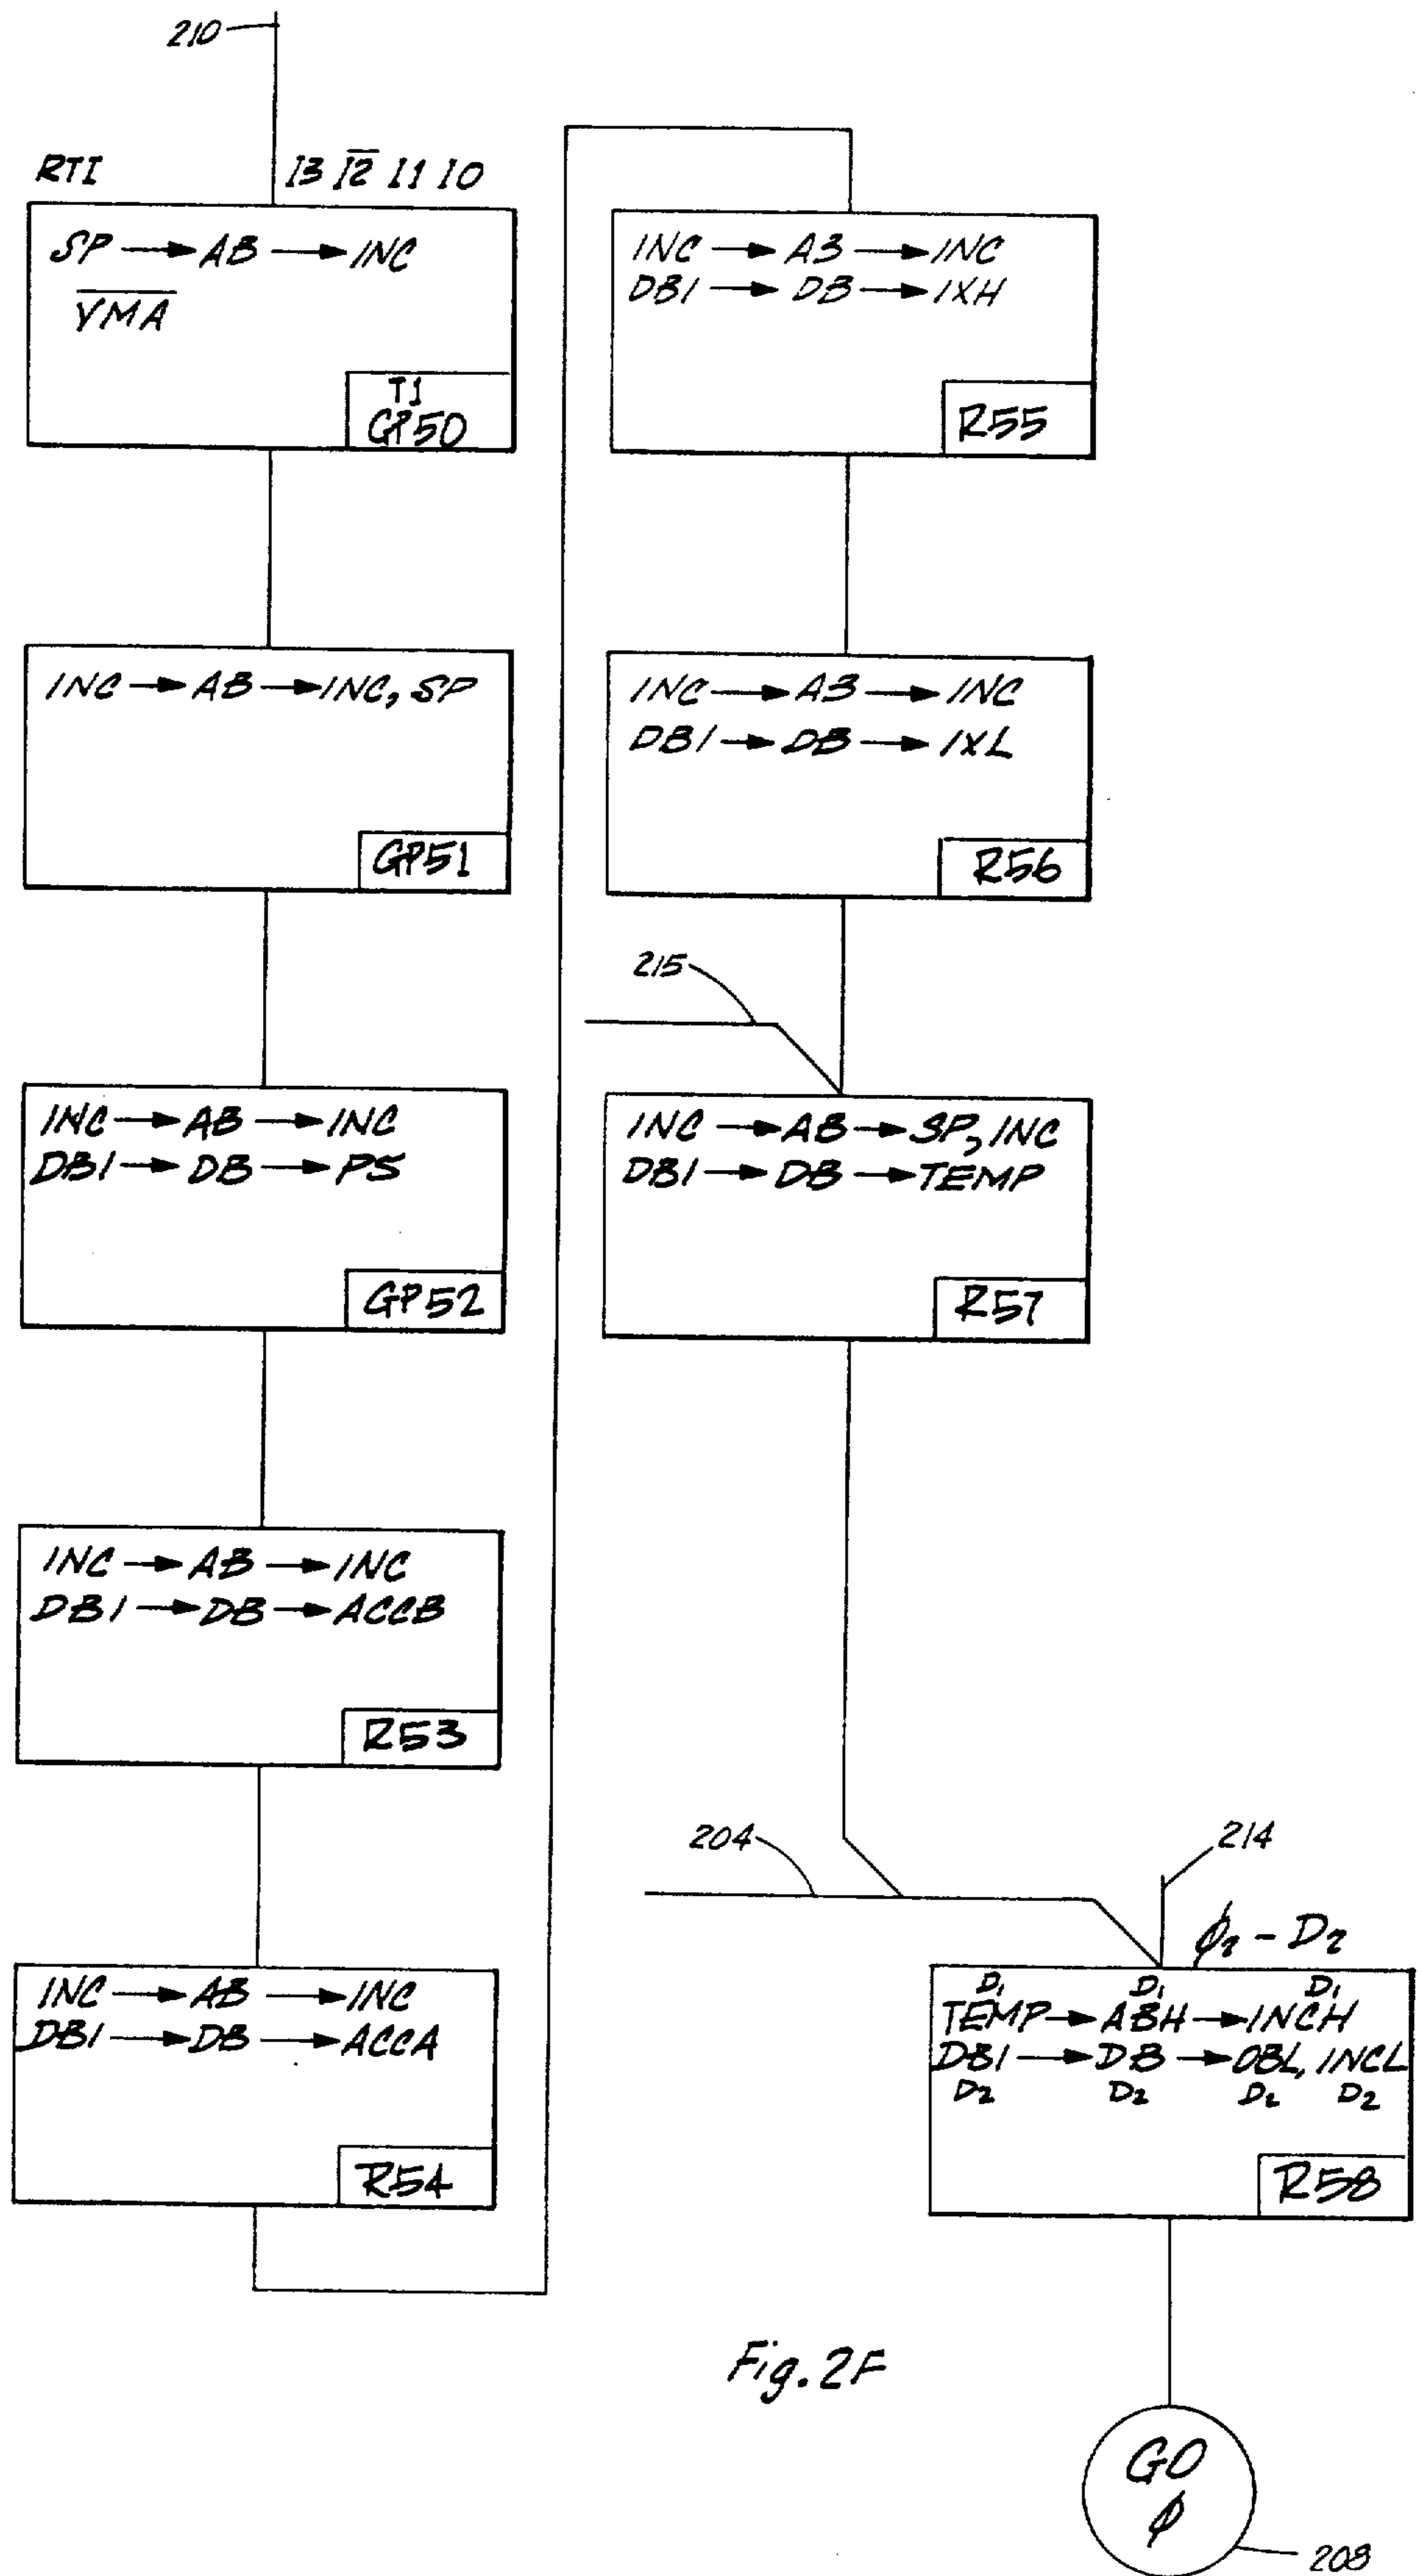 210
RTI
I3 I̅2̅ I1 I0
SP → AB → INC
V̅M̅A̅
T1
GP50
INC → AB → INC, SP
GP51
INC → AB → INC
DBI → DB → PS
GP52
INC → AB → INC
DBI → DB → ACCB
R53
INC → AB → INC
DBI → DB → ACCA
R54
INC → AB → INC
DBI → DB → IXH
R55
INC → AB → INC
DBI → DB → IXL
R56
215
INC → AB → SP, INC
DBI → DB → TEMP
R57
204
214
ϕ₂ - D₂
D₁ D₁ D₁
TEMP → ABH → INCH
DBI → DB → OBL, INCL
D₂ D₂ D₂ D₂
R58
GO
ϕ
208
Fig. 2F